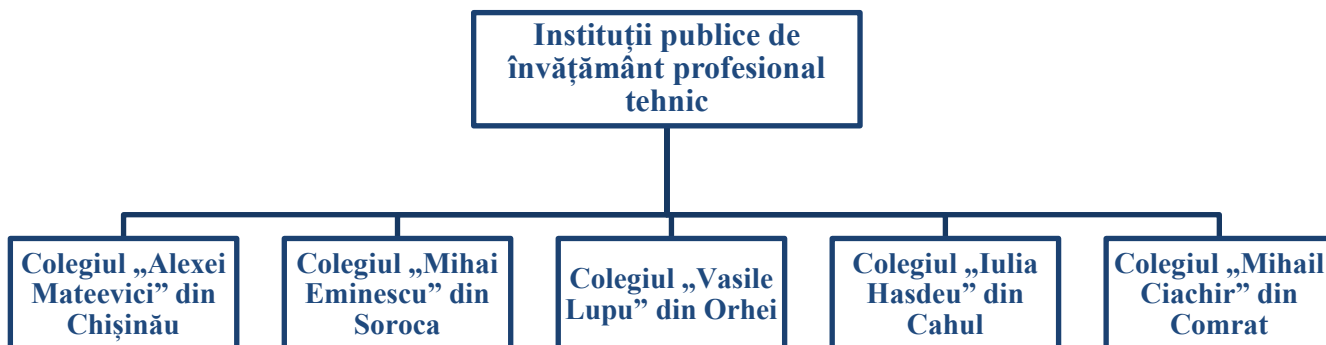 Instituții publice de
învățământ profesional
tehnic
Colegiul „Alexei
Mateevici” din
Chișinău
Colegiul „Mihai
Eminescu” din
Soroca
Colegiul „Vasile
Lupu” din Orhei
Colegiul „Iulia
Hasdeu” din
Cahul
Colegiul „Mihail
Ciachir” din
Comrat